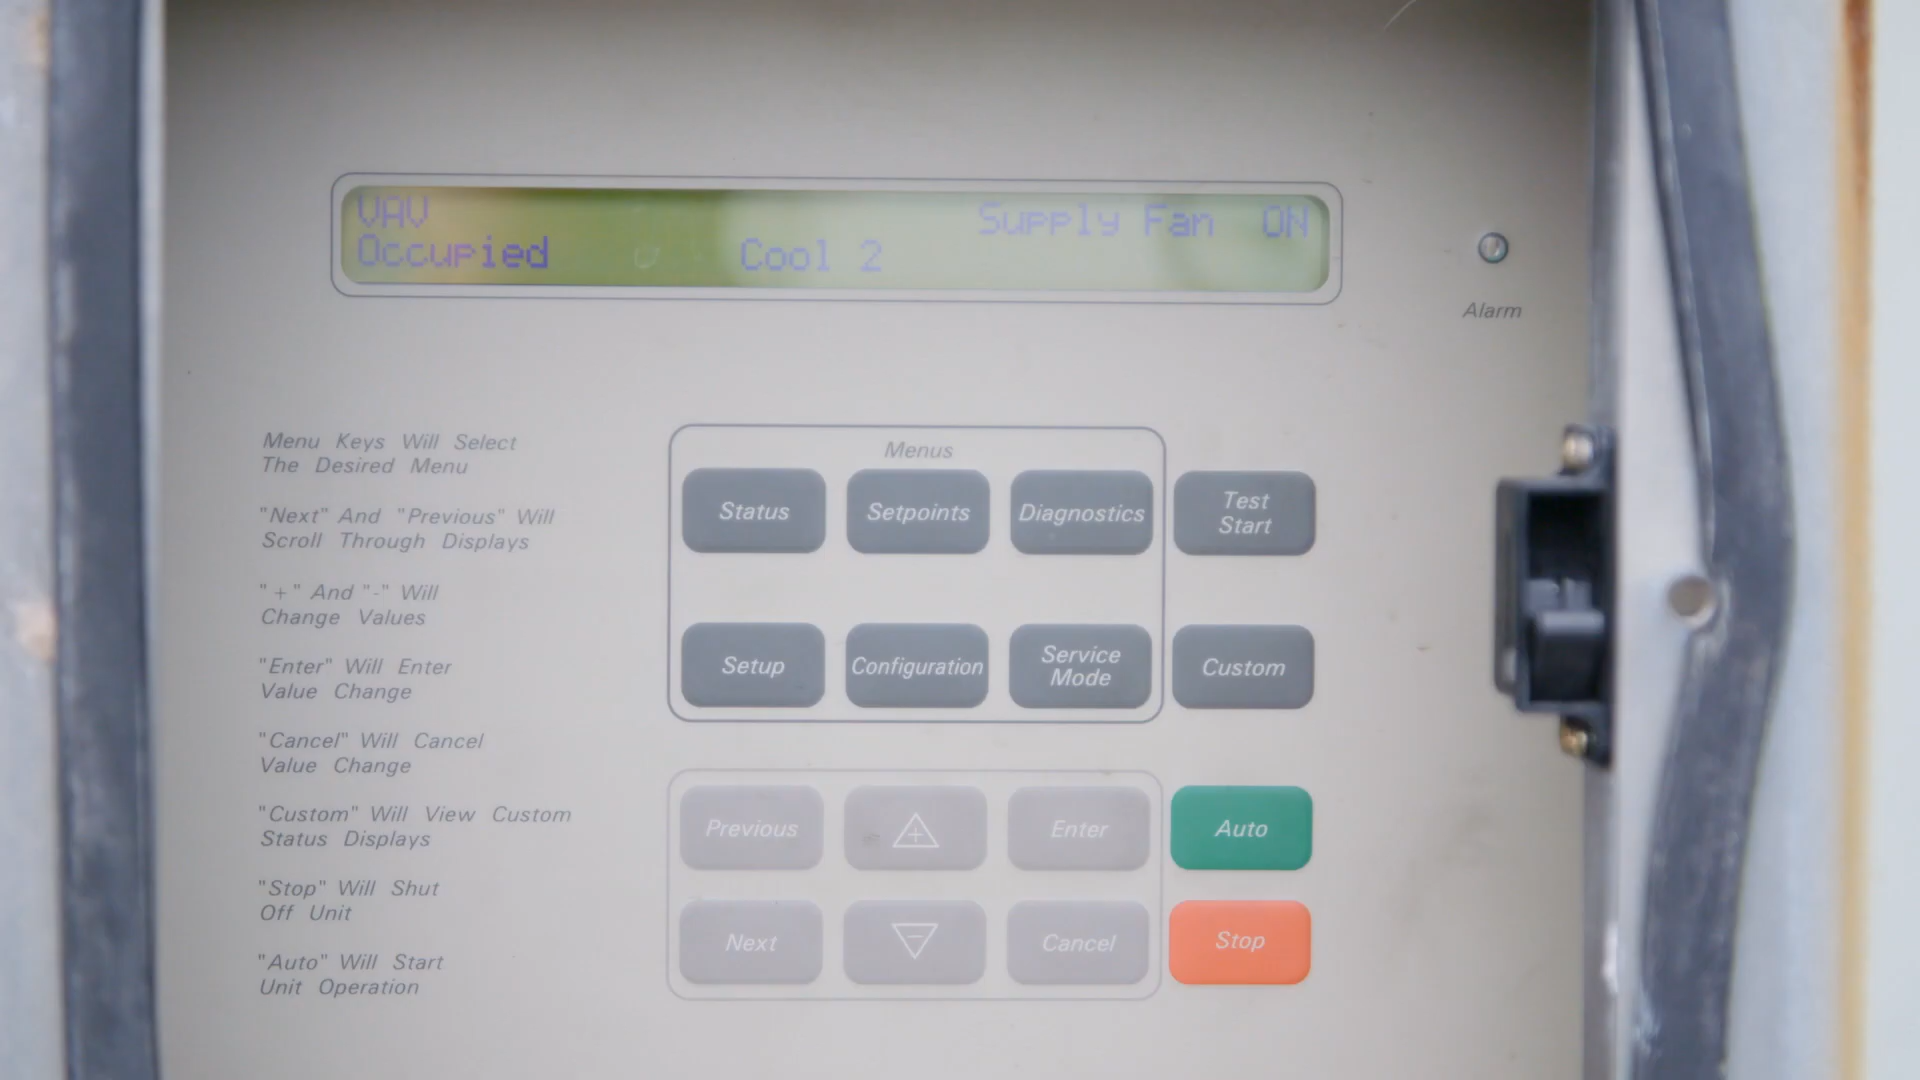 VAV Supply Fan ON
Occupied Cool 2
Alarm
Menu Keys Will Select
The Desired Menu
"Next" And "Previous" Will
Scroll Through Displays
"+" And "-" Will
Change Values
"Enter" Will Enter
Value Change
"Cancel" Will Cancel
Value Change
"Custom" Will View Custom
Status Displays
"Stop" Will Shut
Off Unit
"Auto" Will Start
Unit Operation
Menus
Status Setpoints Diagnostics
Test
Start
Setup Configuration
Service
Mode
Custom
Previous + Enter Auto
Next - Cancel Stop